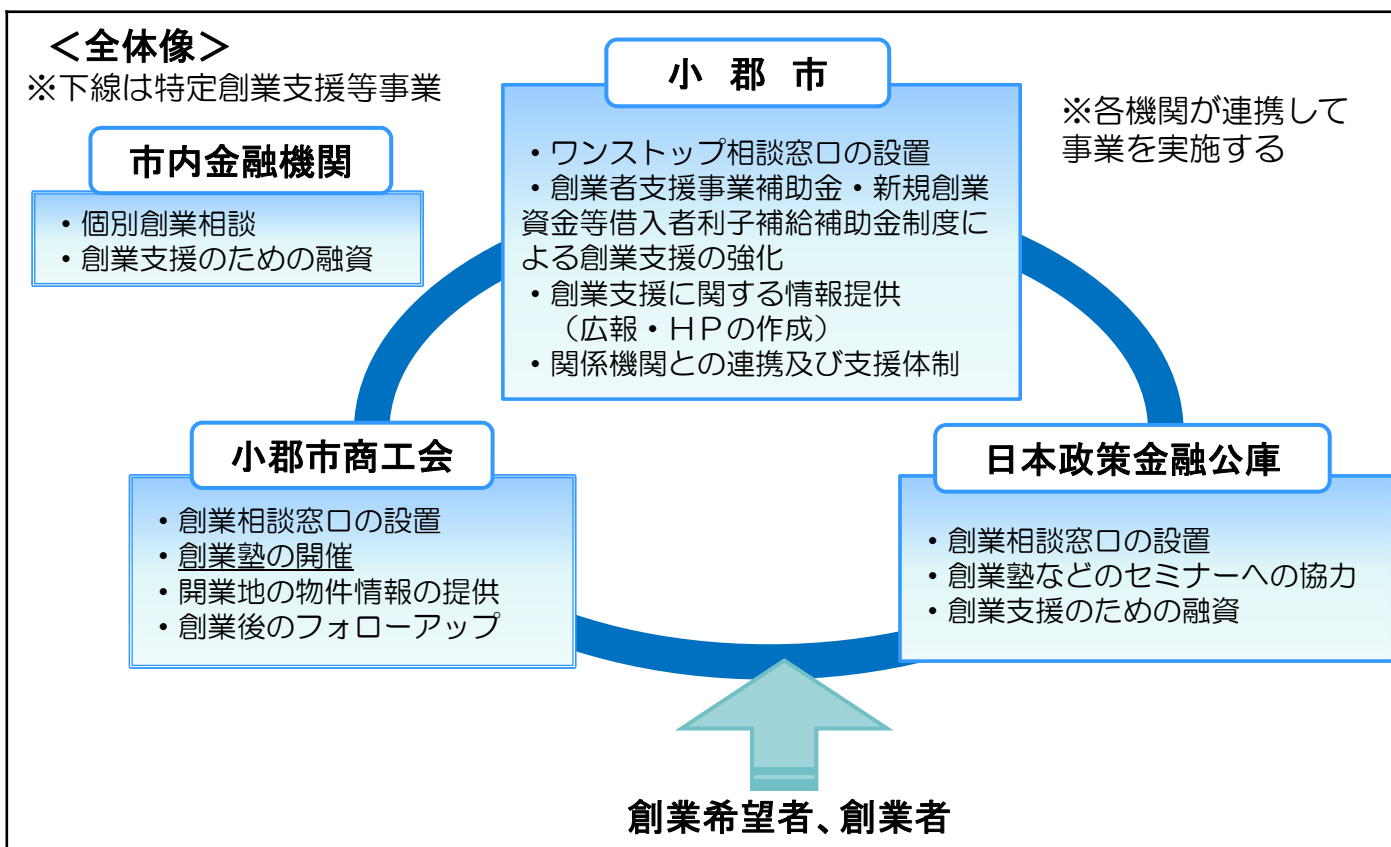 ＜全体像＞
※下線は特定創業支援等事業
小 郡 市
・ワンストップ相談窓口の設置
・創業者支援事業補助金・新規創業
資金等借入者利子補給補助金制度に
よる創業支援の強化
・創業支援に関する情報提供
（広報・ＨＰの作成）
・関係機関との連携及び支援体制
※各機関が連携して
事業を実施する
市内金融機関
・個別創業相談
・創業支援のための融資
小郡市商工会
・創業相談窓口の設置
・創業塾の開催
・開業地の物件情報の提供
・創業後のフォローアップ
日本政策金融公庫
・創業相談窓口の設置
・創業塾などのセミナーへの協力
・創業支援のための融資
創業希望者、創業者